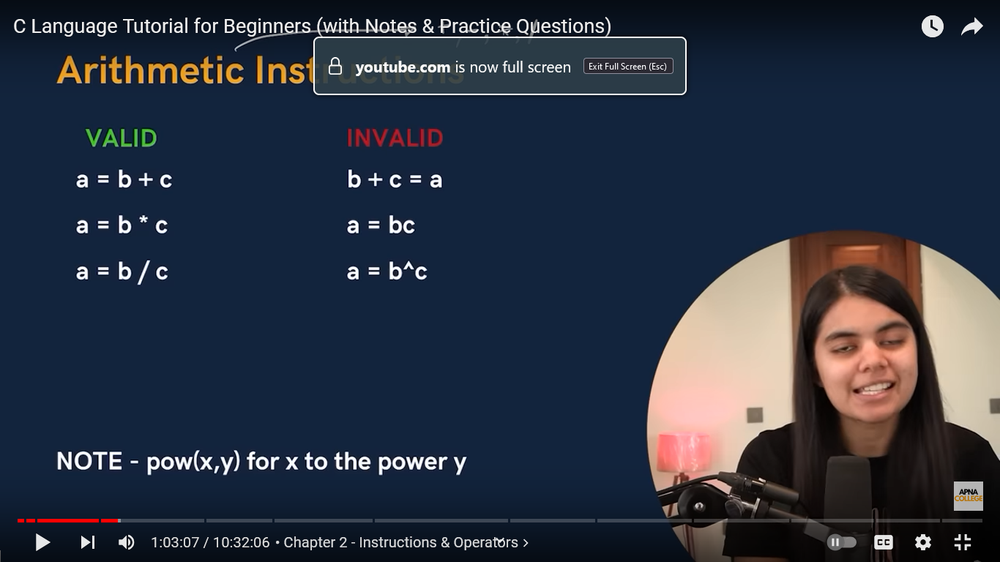 C Language Tutorial for Beginners (with Notes & Practice Questions)
youtube.com is now full screen
Exit Full Screen (Esc)
Arithmetic Instructions
VALID
INVALID
a = b + c
b + c = a
a = b * c
a = bc
a = b / c
a = b^c
NOTE - pow(x,y) for x to the power y
APNA
COLLEGE
1:03:07 / 10:32:06 • Chapter 2 - Instructions & Operators >
CC